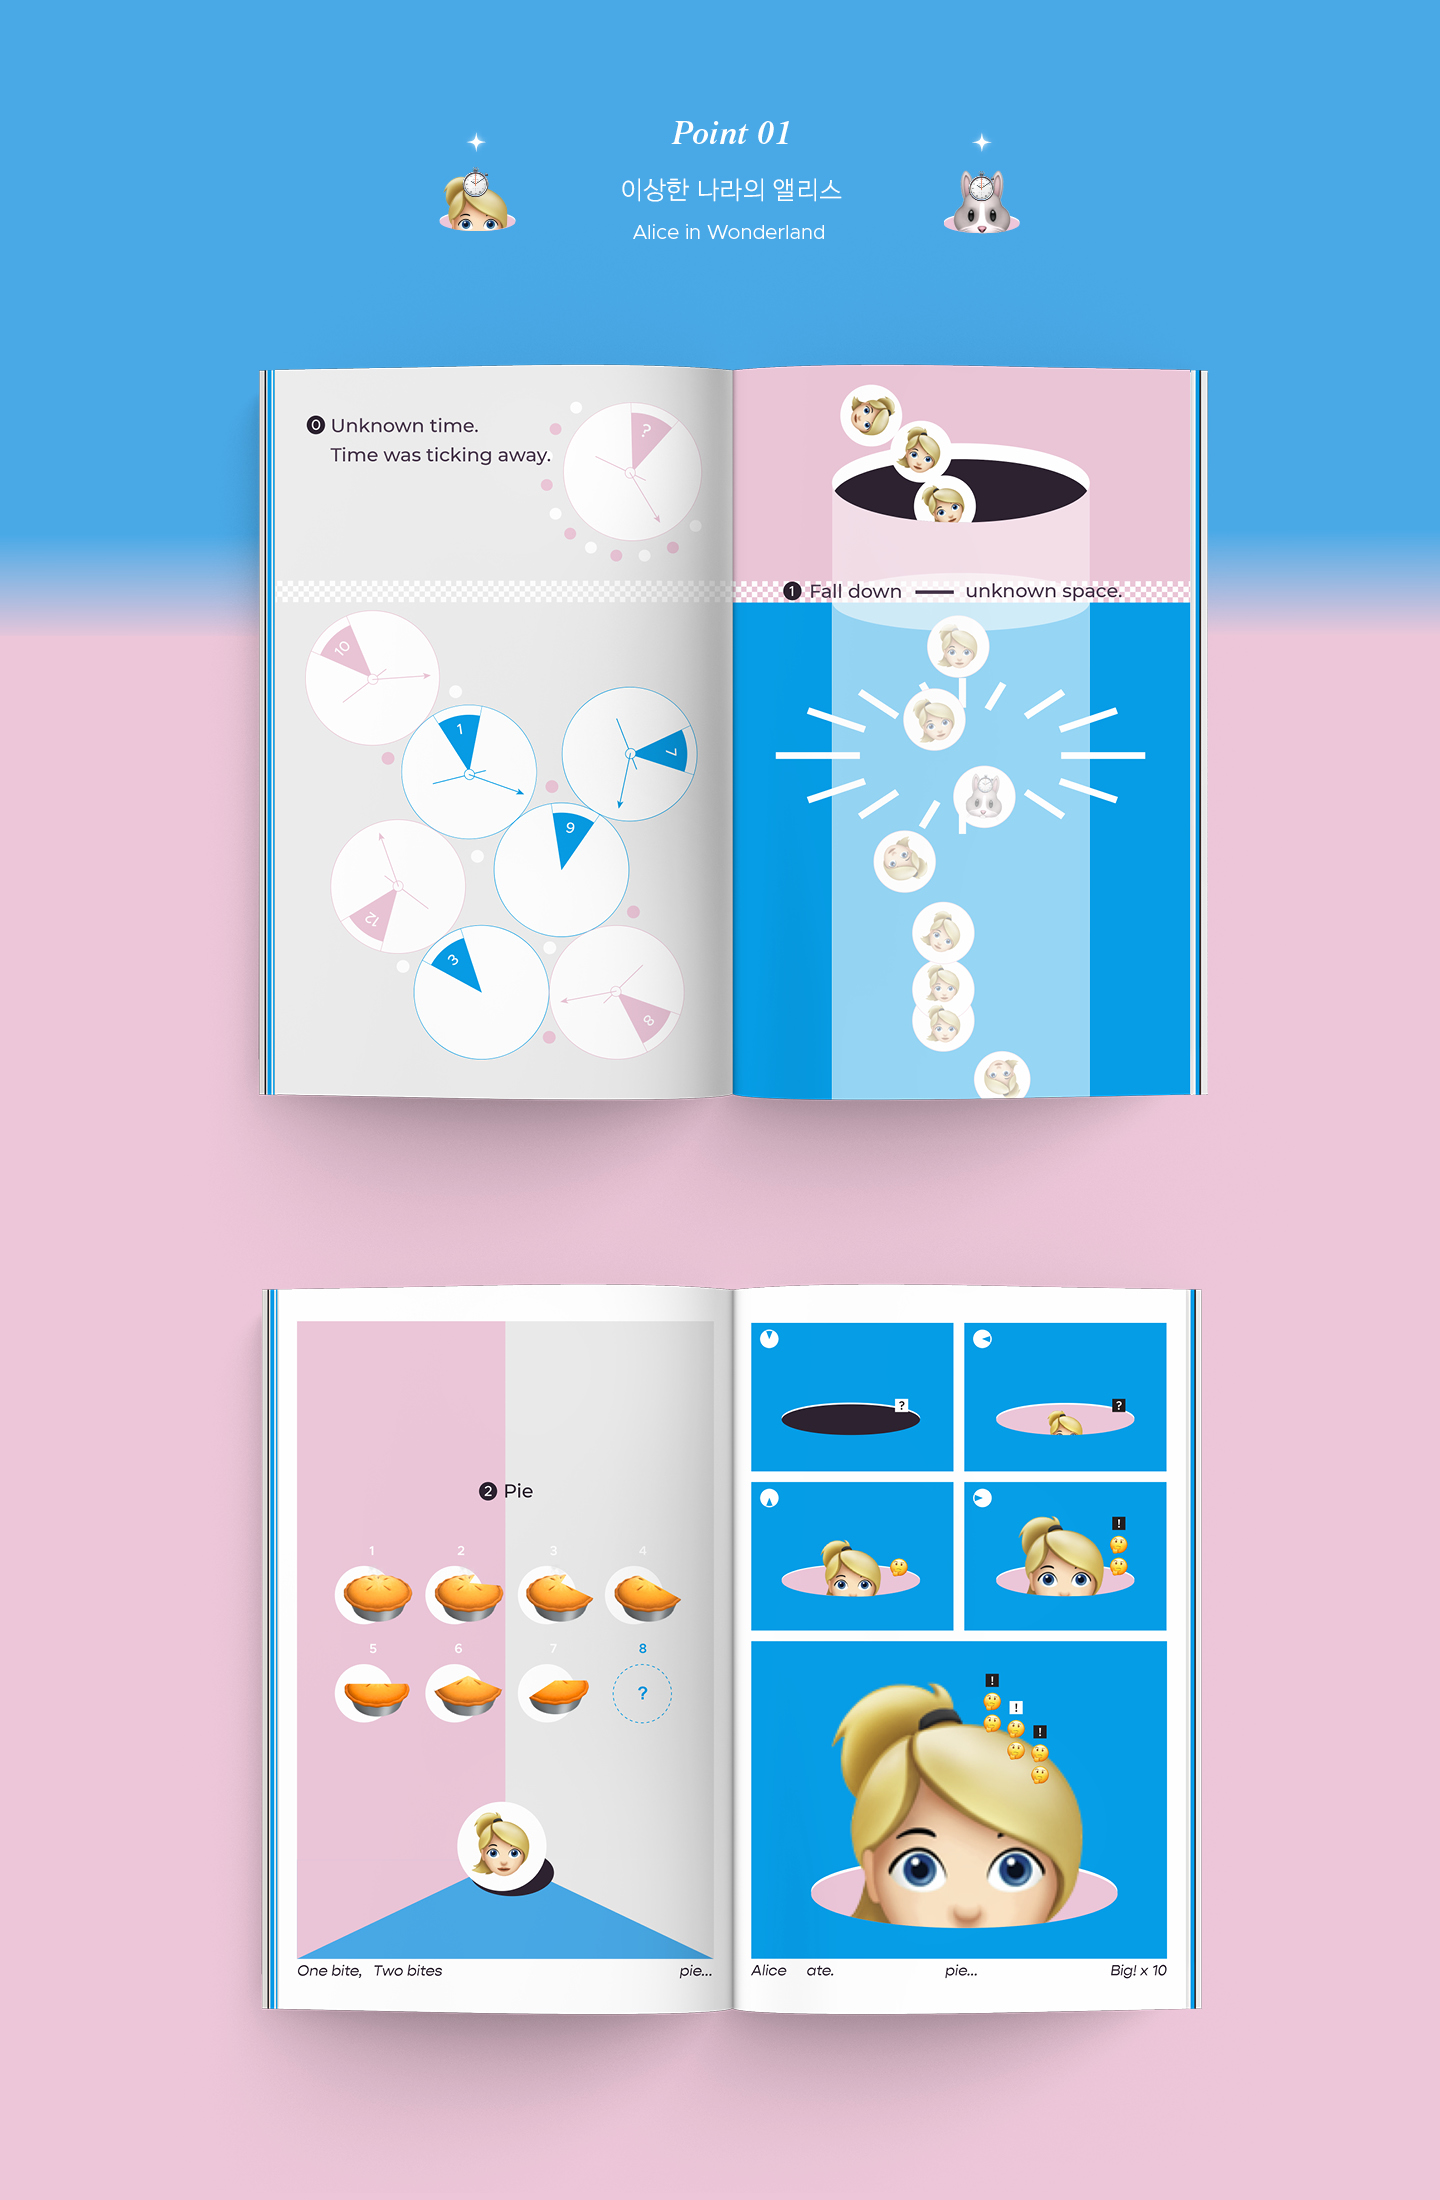 Point 01
이상한 나라의 앨리스
Alice in Wonderland
0 Unknown time.
Time was ticking away.
?
10
1
7
9
12
3
8
1 Fall down — unknown space.
2 Pie
1 2 3 4
5 6 7 8
?
One bite, Two bites pie...
? ?
!
! ! !
Alice ate. pie... Big! x 10